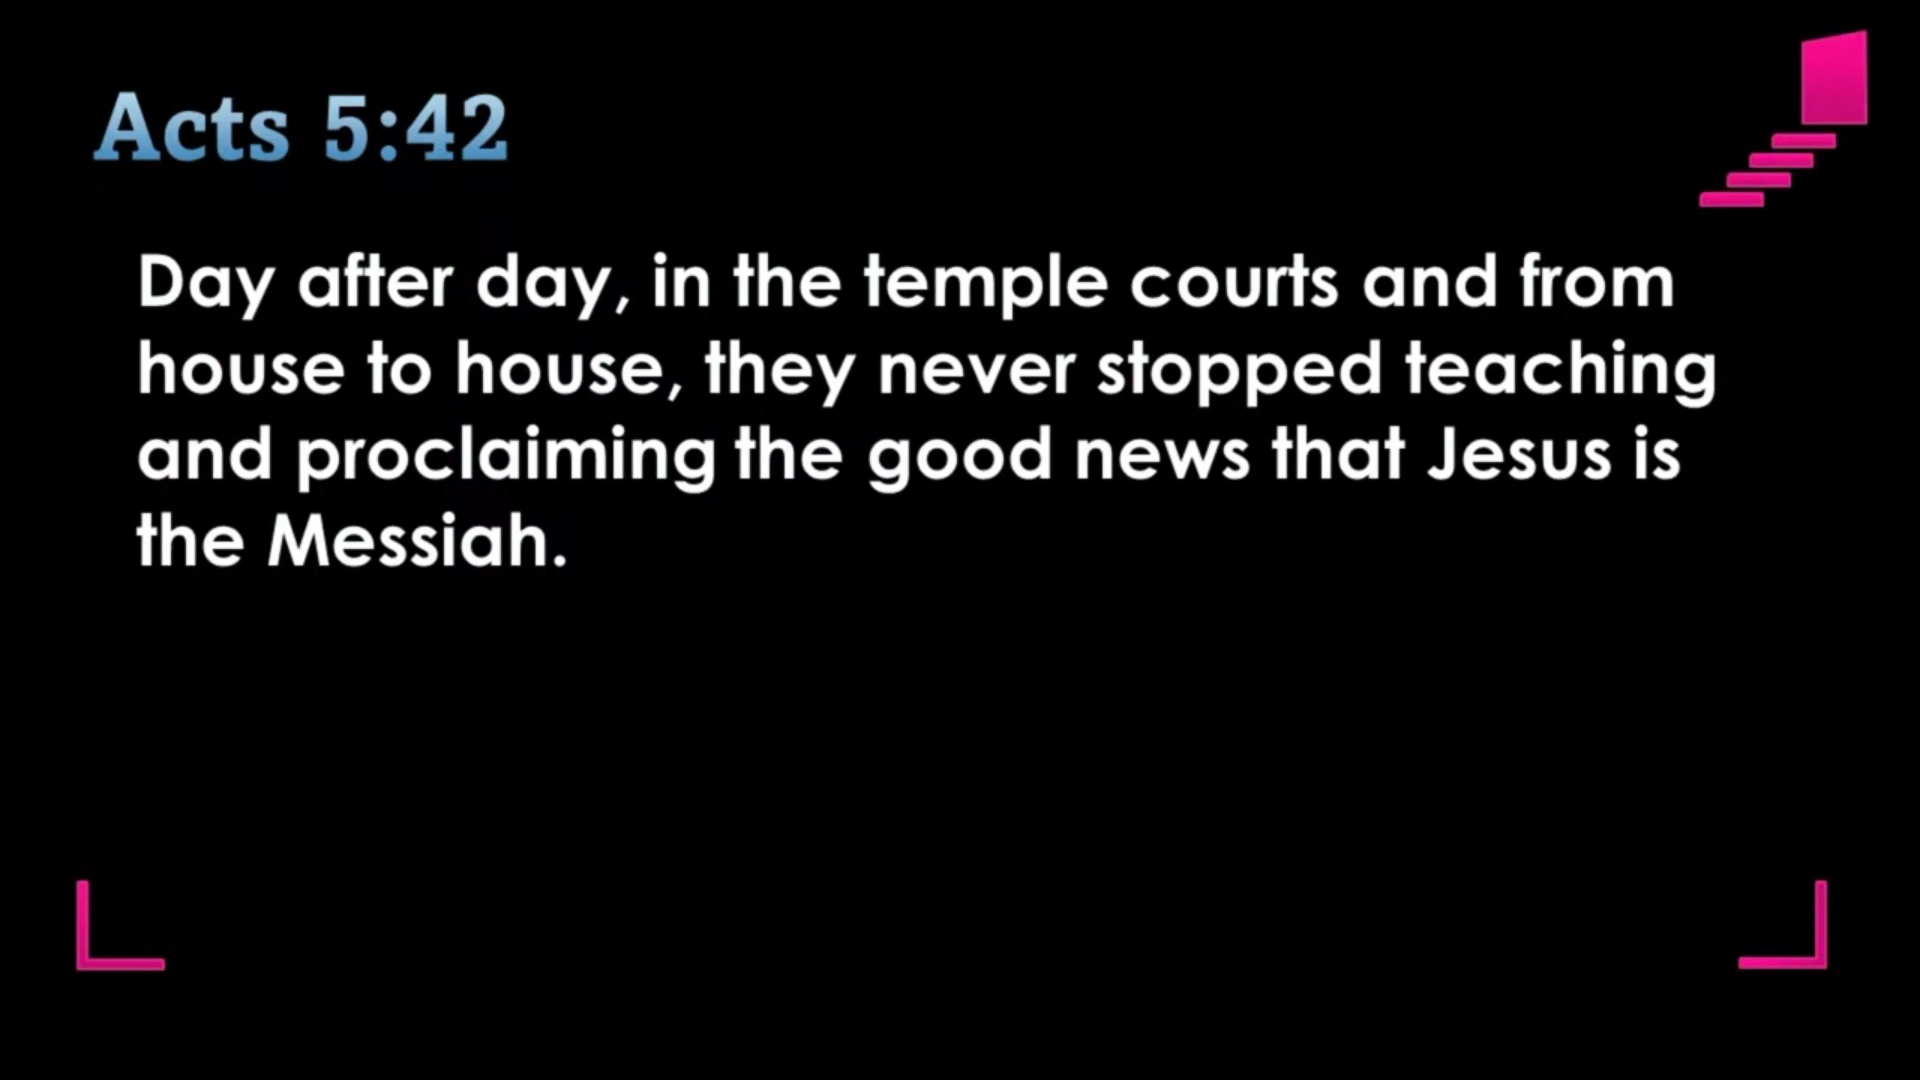 Acts 5:42
Day after day, in the temple courts and from
house to house, they never stopped teaching
and proclaiming the good news that Jesus is
the Messiah.